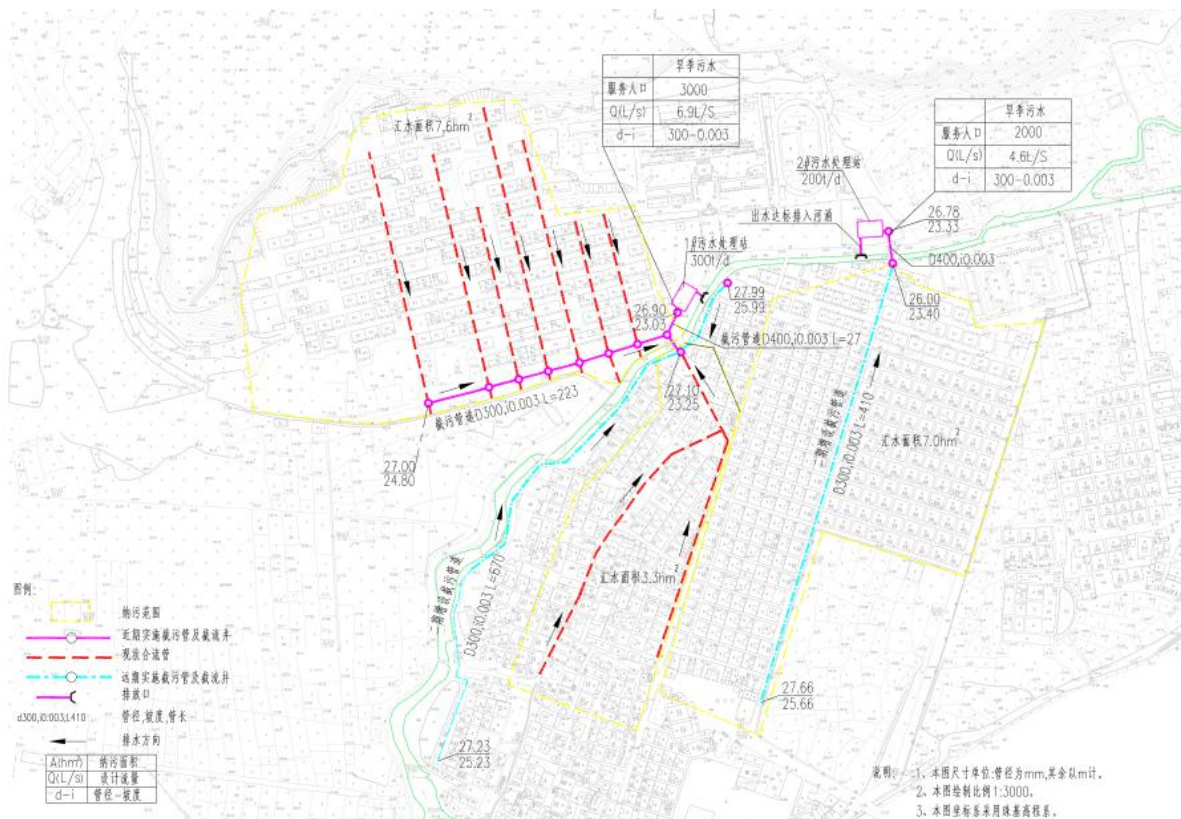 旱季污水
服务人口 3000
Q(L/s) 6.9L/S
d-i 300-0.003
旱季污水
服务人口 2000
Q(L/s) 4.6L/S
d-i 300-0.003
汇水面积7.6hm²
2#污水处理站
200t/d
出水达标排入河涌
26.78
23.33
D400,i0.003
26.00
23.40
1#污水处理站
300t/d
27.99
25.99
26.90
23.03
截污管道D400,i0.003 L=27
27.10
23.25
截污管道D300,i0.003 L=223
27.00
24.80
汇水面积7.0hm²
二期增设截污管道
D300,i0.003 L=410
汇水面积3.3hm²
二期增设截污管道
D300,i0.003 L=670
27.66
25.66
27.23
25.23
图例:
纳污范围
近期实施截污管及截流井
现状合流管
远期实施截污管及截流井
排放口
d300,i0.003,L410 管径,坡度,管长
排水方向
A(hm²) 纳污面积
Q(L/s) 设计流量
d-i 管径-坡度
说明: 1、本图尺寸单位:管径为mm,其余以m计。
2、本图绘制比例1:3000。
3、本图坐标系采用珠基高程系。